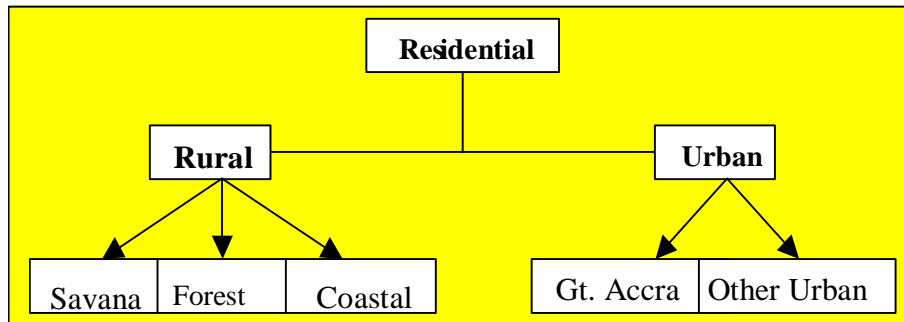 Residential
Rural
Urban
Savana
Forest
Coastal
Gt. Accra
Other Urban